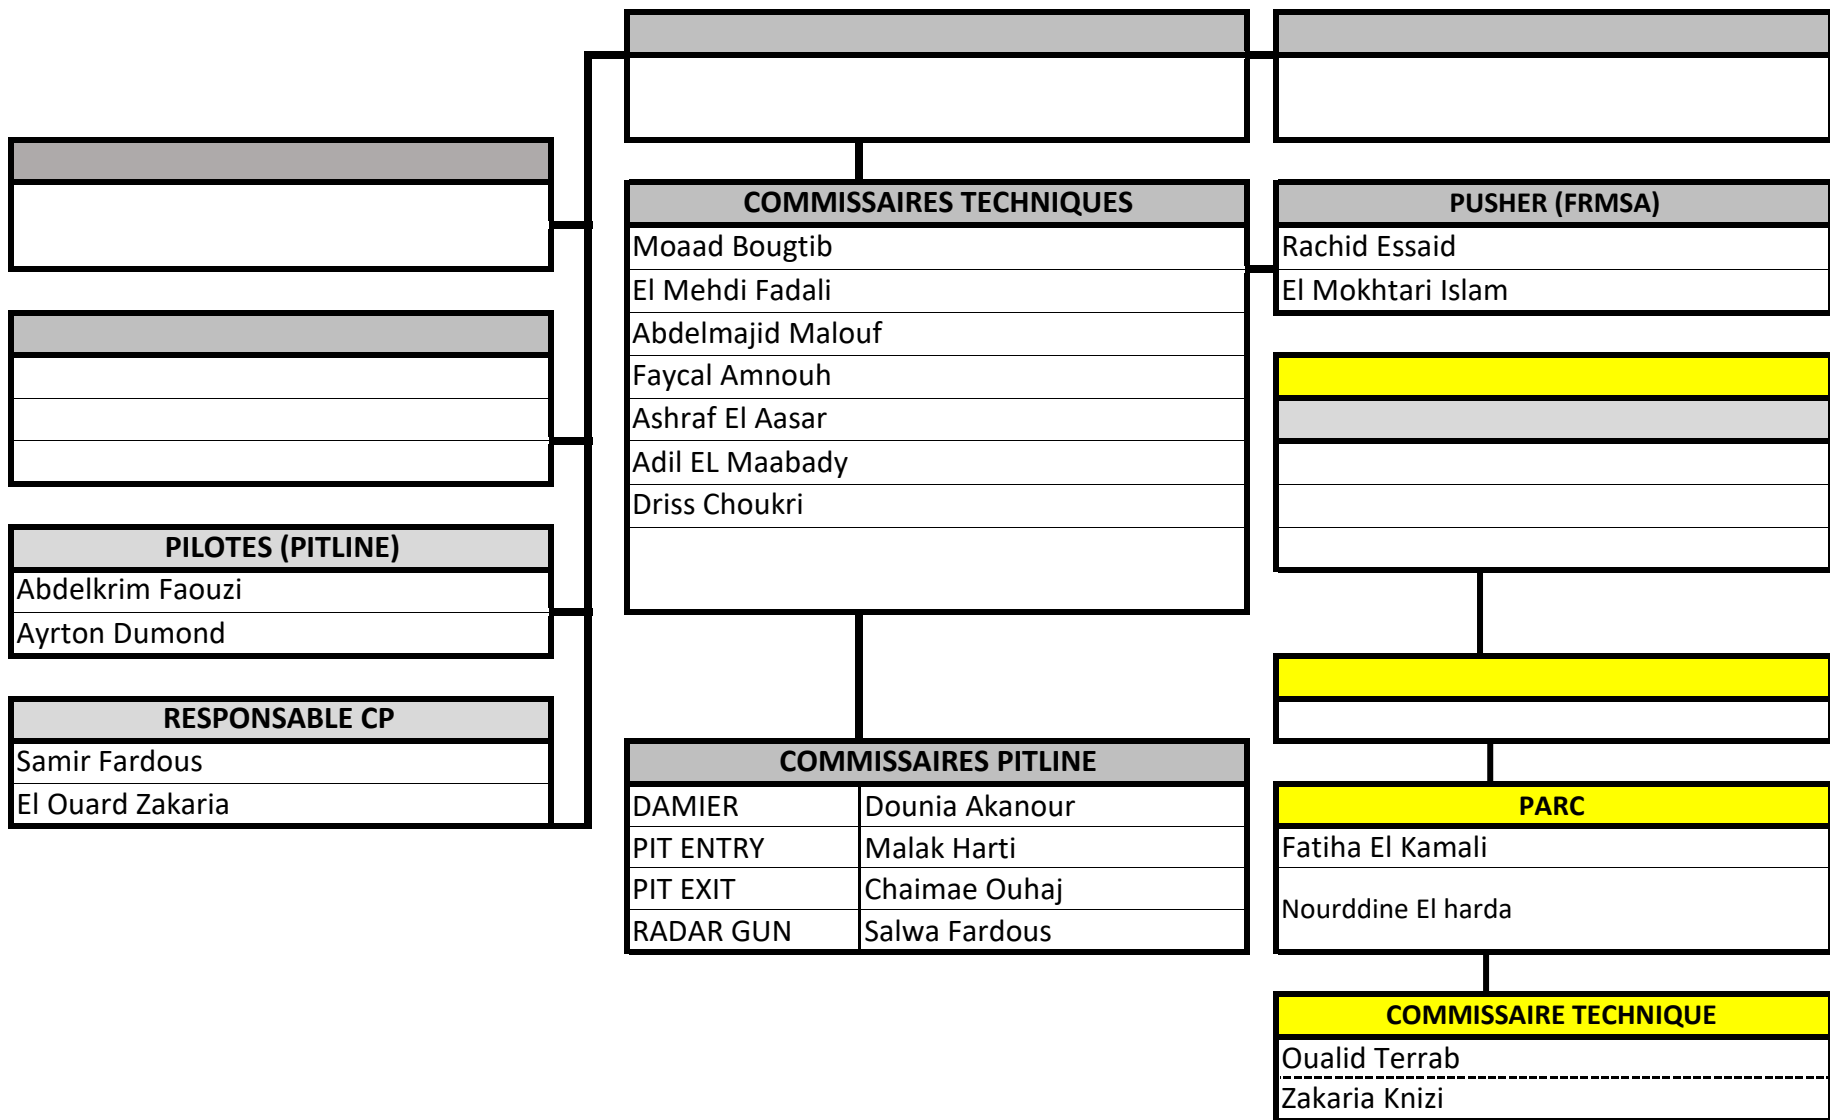 COMMISSAIRES TECHNIQUES
Moaad Bougtib
El Mehdi Fadali
Abdelmajid Malouf
Faycal Amnouh
Ashraf El Aasar
Adil EL Maabady
Driss Choukri
PUSHER (FRMSA)
Rachid Essaid
El Mokhtari Islam
PILOTES (PITLINE)
Abdelkrim Faouzi
Ayrton Dumond
RESPONSABLE CP
Samir Fardous
El Ouard Zakaria
COMMISSAIRES PITLINE
DAMIER Dounia Akanour
PIT ENTRY Malak Harti
PIT EXIT Chaimae Ouhaj
RADAR GUN Salwa Fardous
PARC
Fatiha El Kamali
Nourddine El harda
COMMISSAIRE TECHNIQUE
Oualid Terrab
Zakaria Knizi